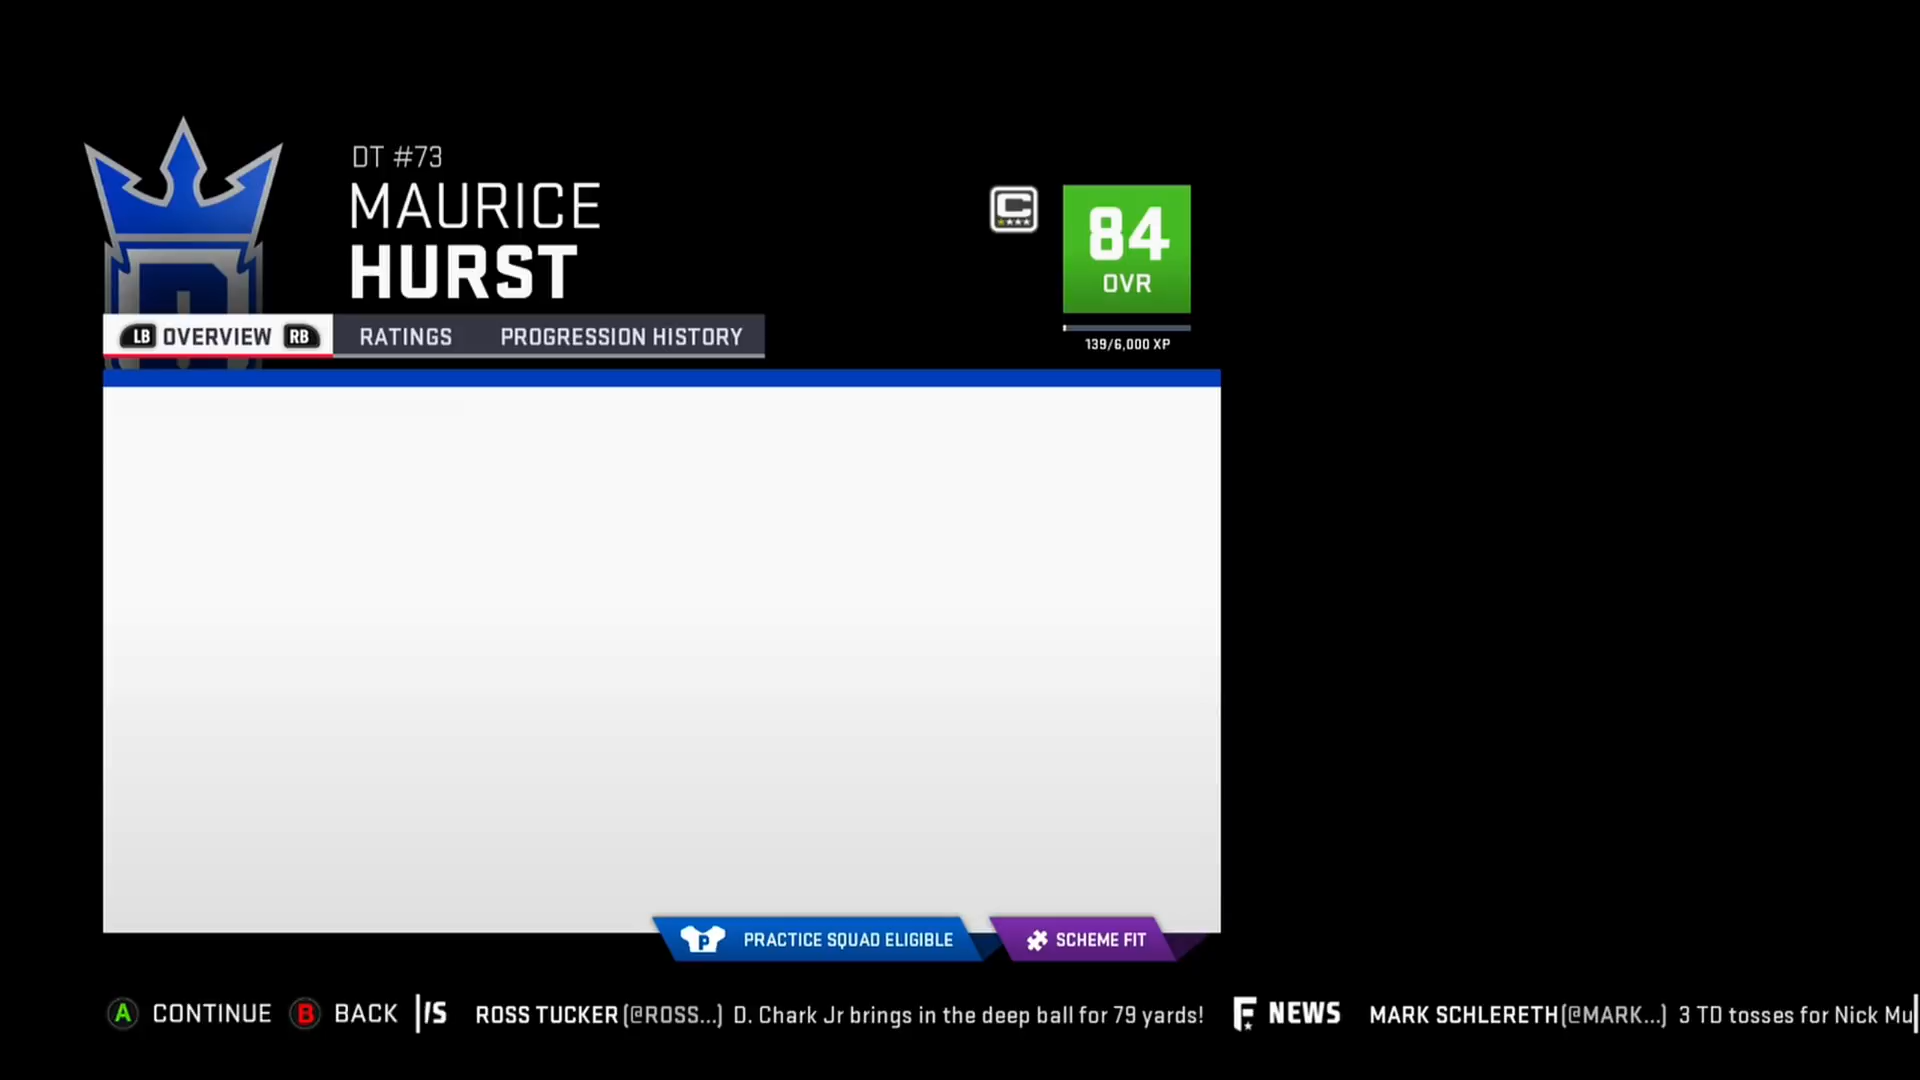 DT #73
MAURICE
HURST
C
84
OVR
139/6,000 XP
LB OVERVIEW RB RATINGS PROGRESSION HISTORY
P PRACTICE SQUAD ELIGIBLE SCHEME FIT
A CONTINUE B BACK /S ROSS TUCKER (@ROSS...) D. Chark Jr brings in the deep ball for 79 yards! F NEWS MARK SCHLERETH (@MARK...) 3 TD tosses for Nick Mu